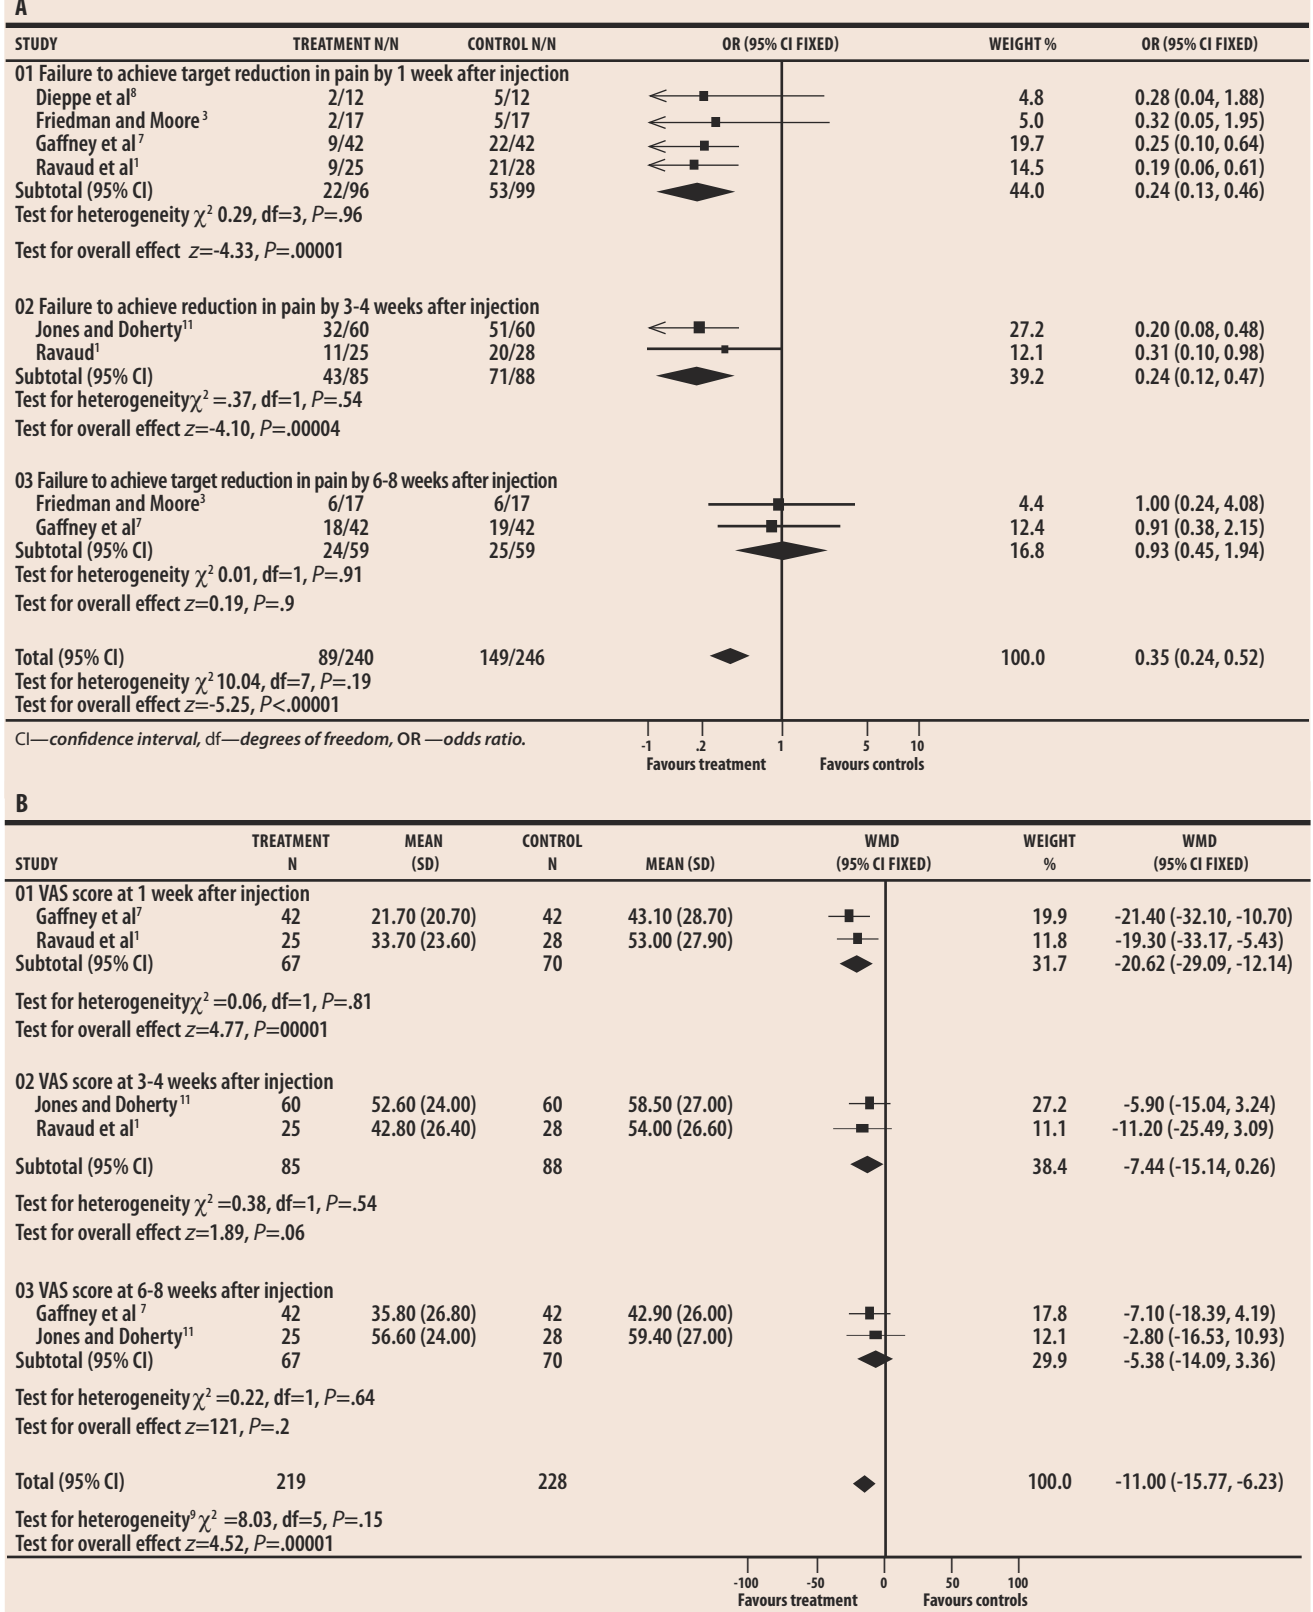 A
STUDY TREATMENT N/N CONTROL N/N OR (95% CI FIXED) WEIGHT % OR (95% CI FIXED)
01 Failure to achieve target reduction in pain by 1 week after injection
Dieppe et al8 2/12 5/12 4.8 0.28 (0.04, 1.88)
Friedman and Moore3 2/17 5/17 5.0 0.32 (0.05, 1.95)
Gaffney et al7 9/42 22/42 19.7 0.25 (0.10, 0.64)
Ravaud et al1 9/25 21/28 14.5 0.19 (0.06, 0.61)
Subtotal (95% CI) 22/96 53/99 44.0 0.24 (0.13, 0.46)
Test for heterogeneity χ2 0.29, df=3, P=.96
Test for overall effect z=-4.33, P=.00001
02 Failure to achieve reduction in pain by 3-4 weeks after injection
Jones and Doherty11 32/60 51/60 27.2 0.20 (0.08, 0.48)
Ravaud1 11/25 20/28 12.1 0.31 (0.10, 0.98)
Subtotal (95% CI) 43/85 71/88 39.2 0.24 (0.12, 0.47)
Test for heterogeneityχ2 =.37, df=1, P=.54
Test for overall effect z=-4.10, P=.00004
03 Failure to achieve target reduction in pain by 6-8 weeks after injection
Friedman and Moore3 6/17 6/17 4.4 1.00 (0.24, 4.08)
Gaffney et al7 18/42 19/42 12.4 0.91 (0.38, 2.15)
Subtotal (95% CI) 24/59 25/59 16.8 0.93 (0.45, 1.94)
Test for heterogeneity χ2 0.01, df=1, P=.91
Test for overall effect z=0.19, P=.9
Total (95% CI) 89/240 149/246 100.0 0.35 (0.24, 0.52)
Test for heterogeneity χ2 10.04, df=7, P=.19
Test for overall effect z=-5.25, P<.00001
CI—confidence interval, df—degrees of freedom, OR —odds ratio.
-1 .2 1 5 10
Favours treatment Favours controls
B
TREATMENT MEAN CONTROL WMD WEIGHT WMD
STUDY N (SD) N MEAN (SD) (95% CI FIXED) % (95% CI FIXED)
01 VAS score at 1 week after injection
Gaffney et al7 42 21.70 (20.70) 42 43.10 (28.70) 19.9 -21.40 (-32.10, -10.70)
Ravaud et al1 25 33.70 (23.60) 28 53.00 (27.90) 11.8 -19.30 (-33.17, -5.43)
Subtotal (95% CI) 67 70 31.7 -20.62 (-29.09, -12.14)
Test for heterogeneityχ2 =0.06, df=1, P=.81
Test for overall effect z=4.77, P=00001
02 VAS score at 3-4 weeks after injection
Jones and Doherty11 60 52.60 (24.00) 60 58.50 (27.00) 27.2 -5.90 (-15.04, 3.24)
Ravaud et al1 25 42.80 (26.40) 28 54.00 (26.60) 11.1 -11.20 (-25.49, 3.09)
Subtotal (95% CI) 85 88 38.4 -7.44 (-15.14, 0.26)
Test for heterogeneity χ2 =0.38, df=1, P=.54
Test for overall effect z=1.89, P=.06
03 VAS score at 6-8 weeks after injection
Gaffney et al 7 42 35.80 (26.80) 42 42.90 (26.00) 17.8 -7.10 (-18.39, 4.19)
Jones and Doherty11 25 56.60 (24.00) 28 59.40 (27.00) 12.1 -2.80 (-16.53, 10.93)
Subtotal (95% CI) 67 70 29.9 -5.38 (-14.09, 3.36)
Test for heterogeneity χ2 =0.22, df=1, P=.64
Test for overall effect z=121, P=.2
Total (95% CI) 219 228 100.0 -11.00 (-15.77, -6.23)
Test for heterogeneity9 χ2 =8.03, df=5, P=.15
Test for overall effect z=4.52, P=.00001
-100 -50 0 50 100
Favours treatment Favours controls